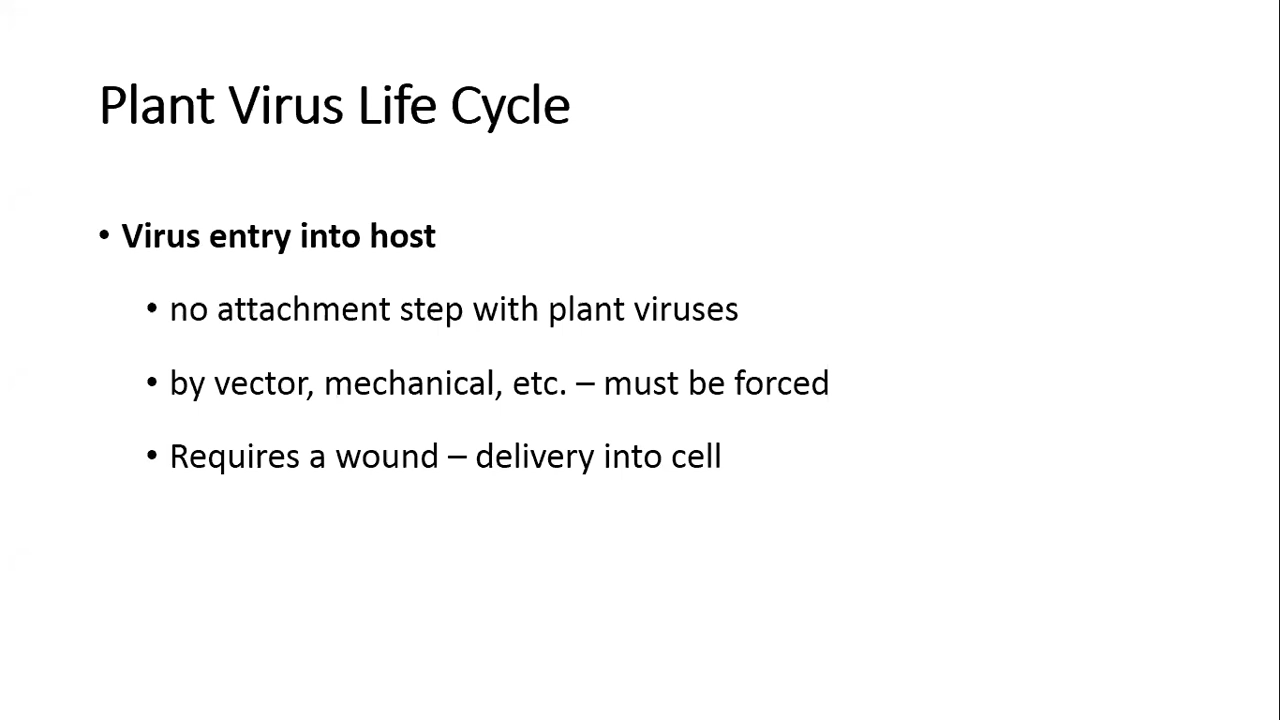 Plant Virus Life Cycle
• Virus entry into host
• no attachment step with plant viruses
• by vector, mechanical, etc. – must be forced
• Requires a wound – delivery into cell